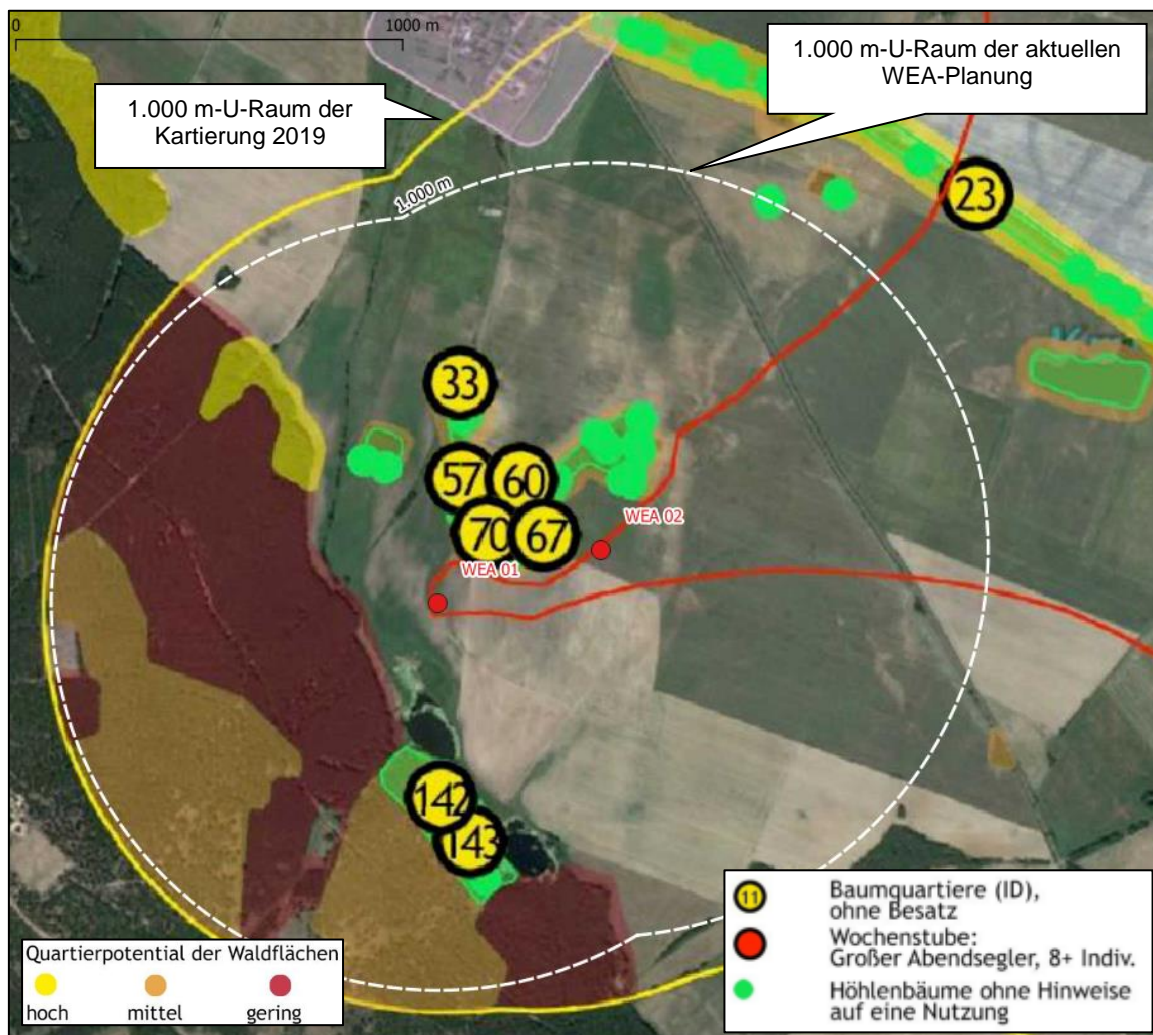 0
1000 m
1.000 m-U-Raum der
Kartierung 2019
1.000 m-U-Raum der aktuellen
WEA-Planung
1.000 m
23
33
57
60
70
67
WEA 02
WEA 01
142
143
Quartierpotential der Waldflächen
hoch
mittel
gering
11
Baumquartiere (ID),
ohne Besatz
Wochenstube:
Großer Abendsegler, 8+ Indiv.
Höhlenbäume ohne Hinweise
auf eine Nutzung